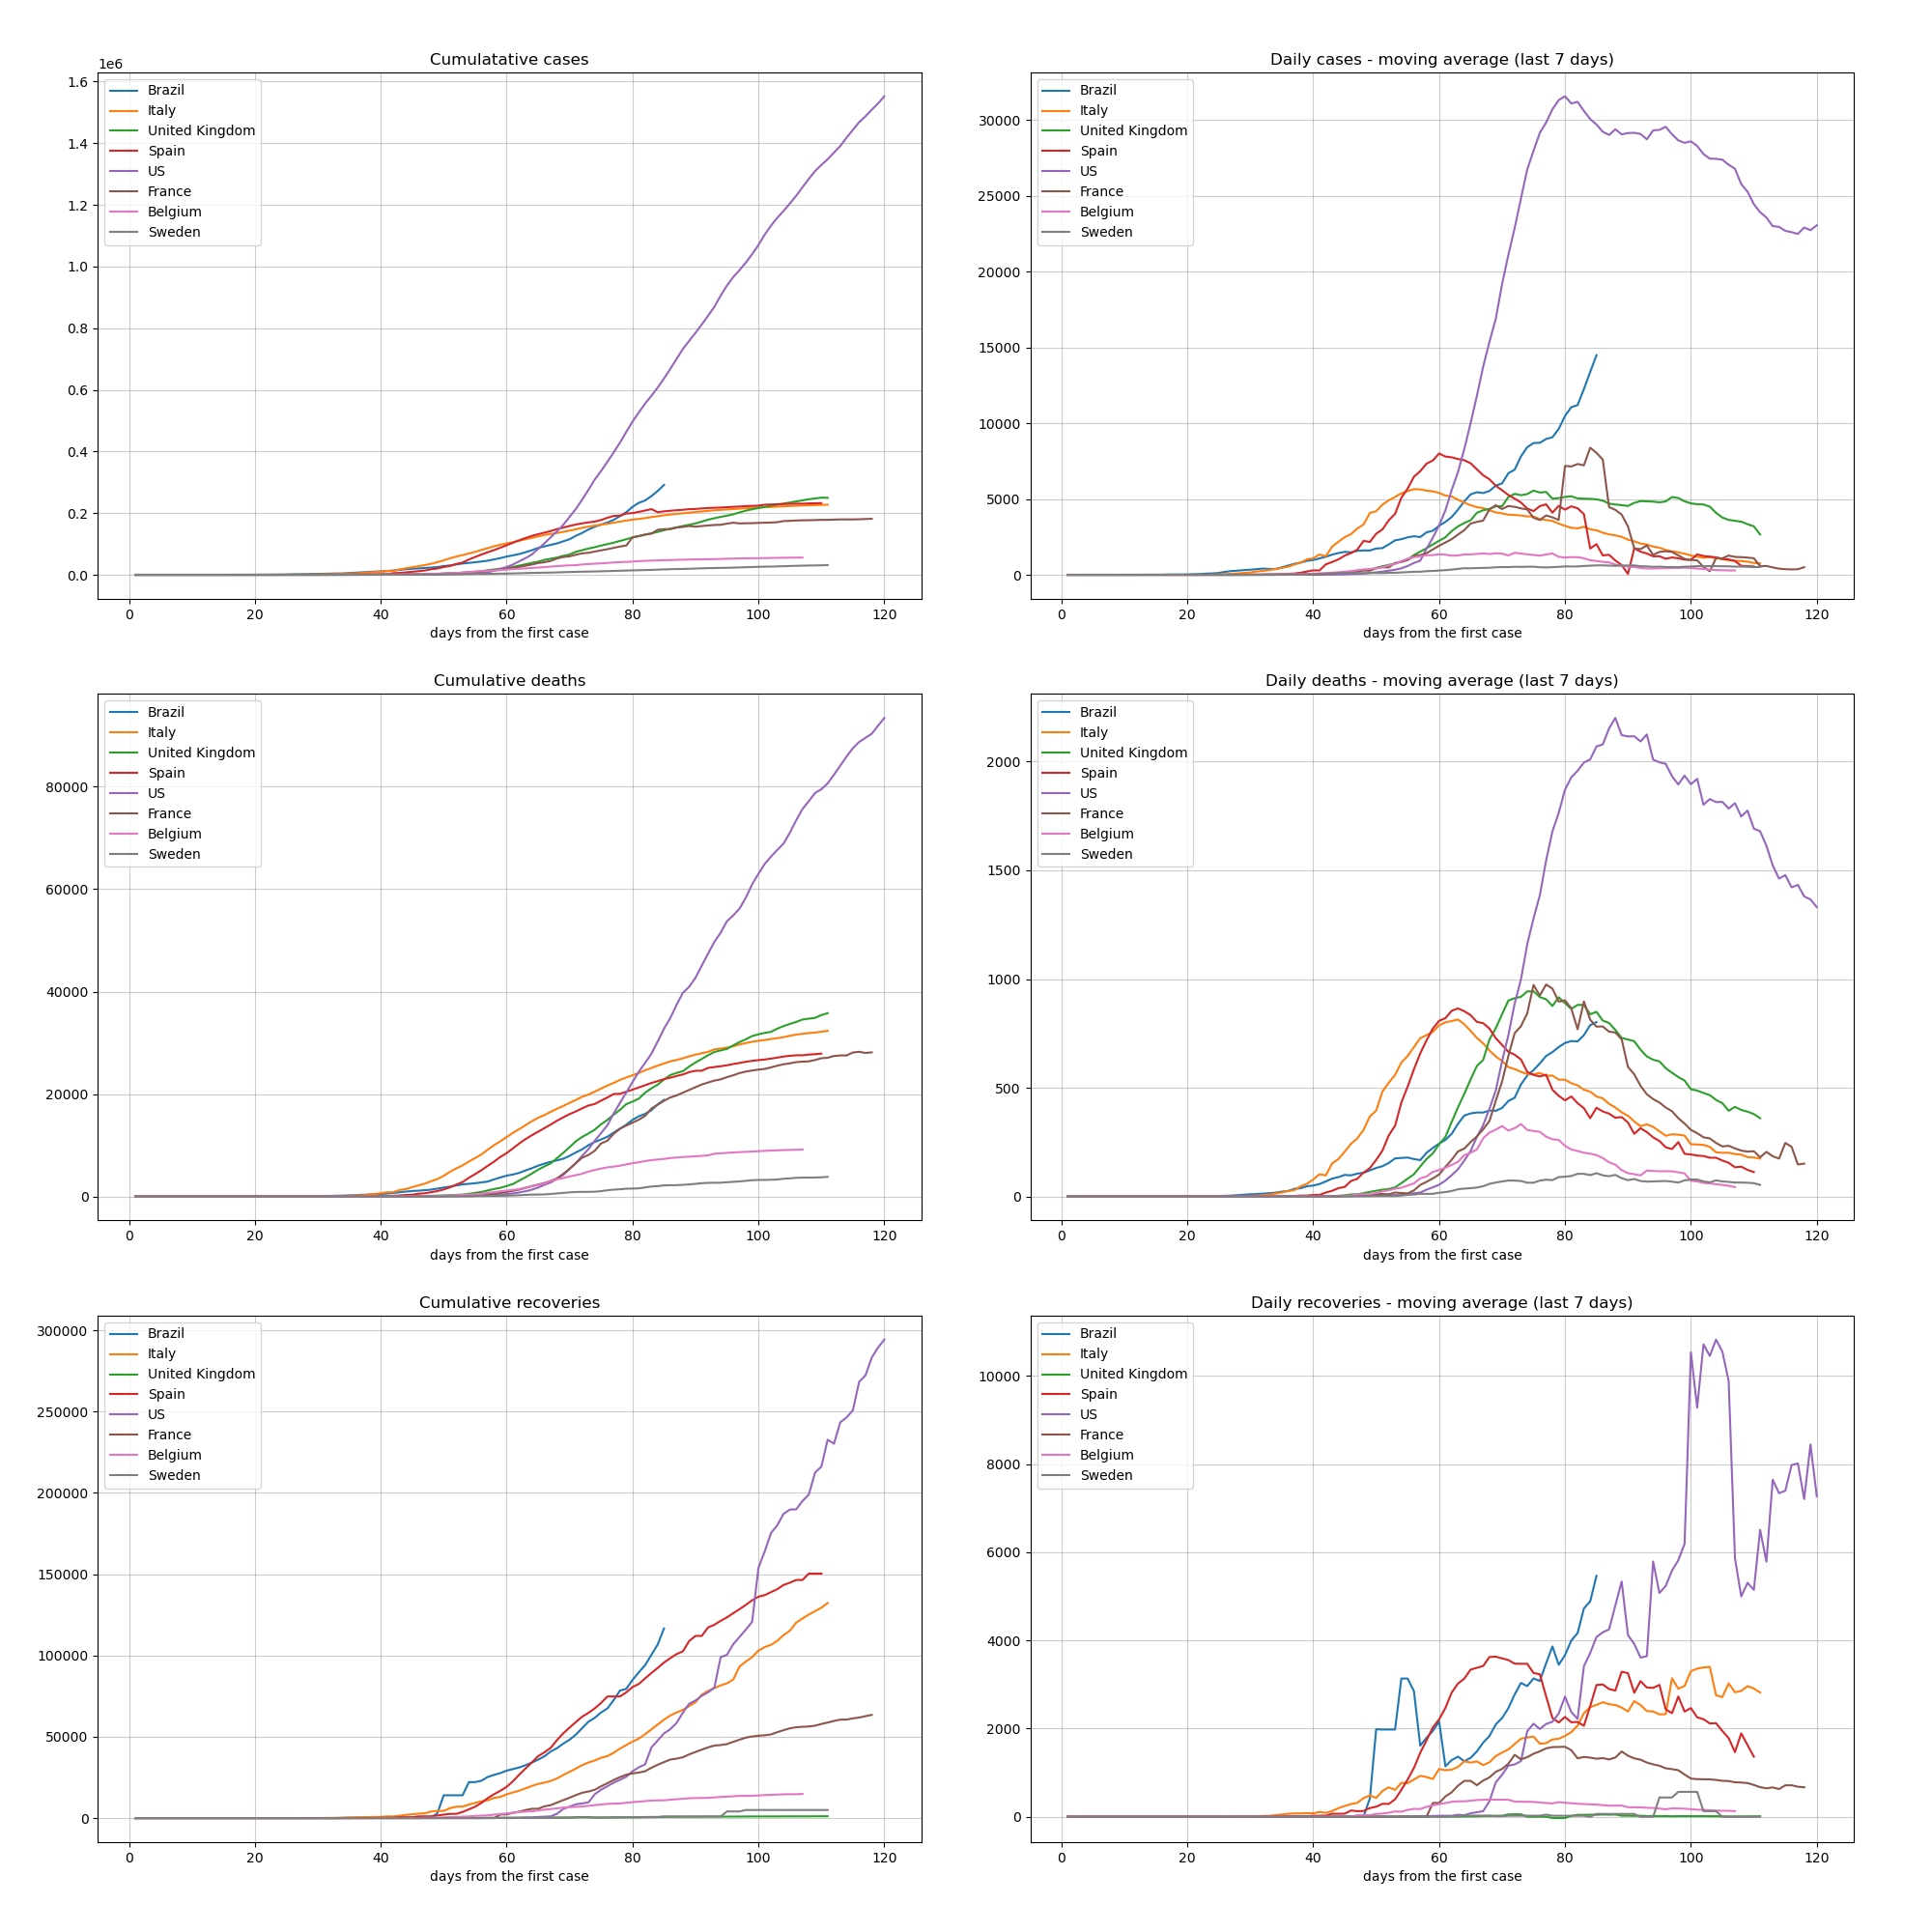 Cumulatative cases
1e6
1.6
1.4
1.2
1.0
0.8
0.6
0.4
0.2
0.0
Brazil
Italy
United Kingdom
Spain
US
France
Belgium
Sweden
0 20 40 60 80 100 120
days from the first case
Daily cases - moving average (last 7 days)
30000
25000
20000
15000
10000
5000
0
Brazil
Italy
United Kingdom
Spain
US
France
Belgium
Sweden
0 20 40 60 80 100 120
days from the first case
Cumulative deaths
80000
60000
40000
20000
0
Brazil
Italy
United Kingdom
Spain
US
France
Belgium
Sweden
0 20 40 60 80 100 120
days from the first case
Daily deaths - moving average (last 7 days)
2000
1500
1000
500
0
Brazil
Italy
United Kingdom
Spain
US
France
Belgium
Sweden
0 20 40 60 80 100 120
days from the first case
Cumulative recoveries
300000
250000
200000
150000
100000
50000
0
Brazil
Italy
United Kingdom
Spain
US
France
Belgium
Sweden
0 20 40 60 80 100 120
days from the first case
Daily recoveries - moving average (last 7 days)
10000
8000
6000
4000
2000
0
Brazil
Italy
United Kingdom
Spain
US
France
Belgium
Sweden
0 20 40 60 80 100 120
days from the first case